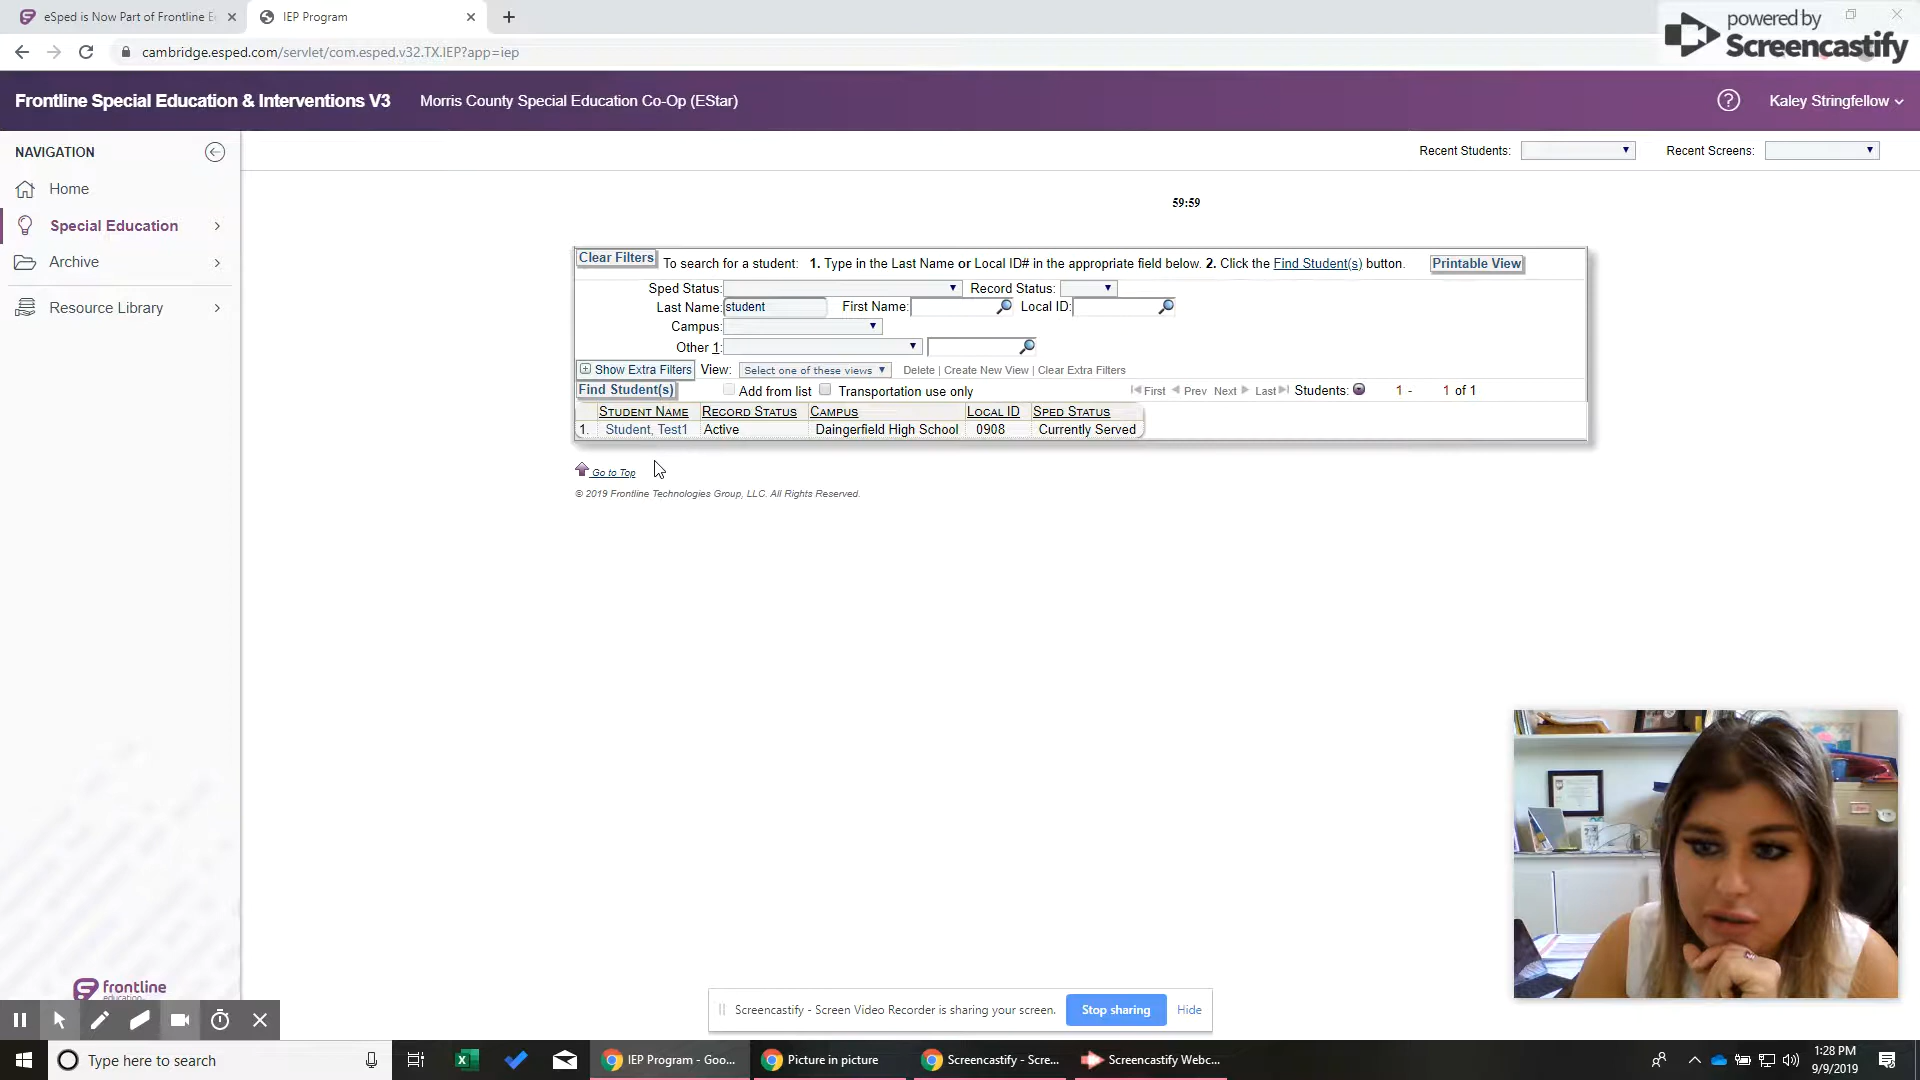 eSped is Now Part of Frontline E
IEP Program
powered by
Screencastify
cambridge.esped.com/servlet/com.esped.v32.TX.IEP?app=iep
Frontline Special Education & Interventions V3
Morris County Special Education Co-Op (EStar)
Kaley Stringfellow
NAVIGATION
Home
Special Education
Archive
Resource Library
Recent Students:
Recent Screens:
59:59
Clear Filters
To search for a student: 1. Type in the Last Name or Local ID# in the appropriate field below. 2. Click the Find Student(s) button.
Printable View
Sped Status:
Record Status:
Last Name: student
First Name:
Local ID:
Campus:
Other 1:
Show Extra Filters
View: Select one of these views
Delete | Create New View | Clear Extra Filters
Find Student(s)
Add from list
Transportation use only
First Prev Next Last Students: 1 - 1 of 1
STUDENT NAME RECORD STATUS CAMPUS LOCAL ID SPED STATUS
1. Student, Test1 Active Daingerfield High School 0908 Currently Served
Go to Top
© 2019 Frontline Technologies Group, LLC. All Rights Reserved.
frontline
education
Screencastify - Screen Video Recorder is sharing your screen.
Stop sharing
Hide
Type here to search
IEP Program - Goo...
Picture in picture
Screencastify - Scre...
Screencastify Webc...
1:28 PM
9/9/2019